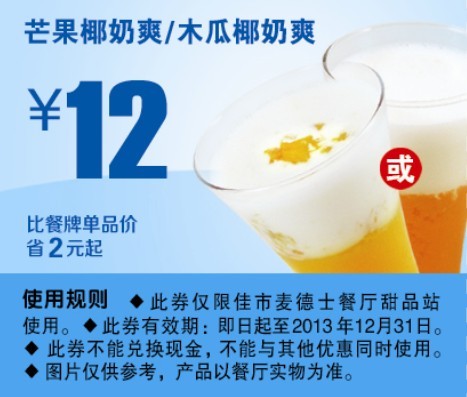 芒果椰奶爽/木瓜椰奶爽
¥12
或
比餐牌单品价
省2元起
使用规则 ◆此券仅限佳市麦德士餐厅甜品站
使用。◆此券有效期：即日起至2013年12月31日。
◆ 此券不能兑换现金，不能与其他优惠同时使用。
◆ 图片仅供参考，产品以餐厅实物为准。